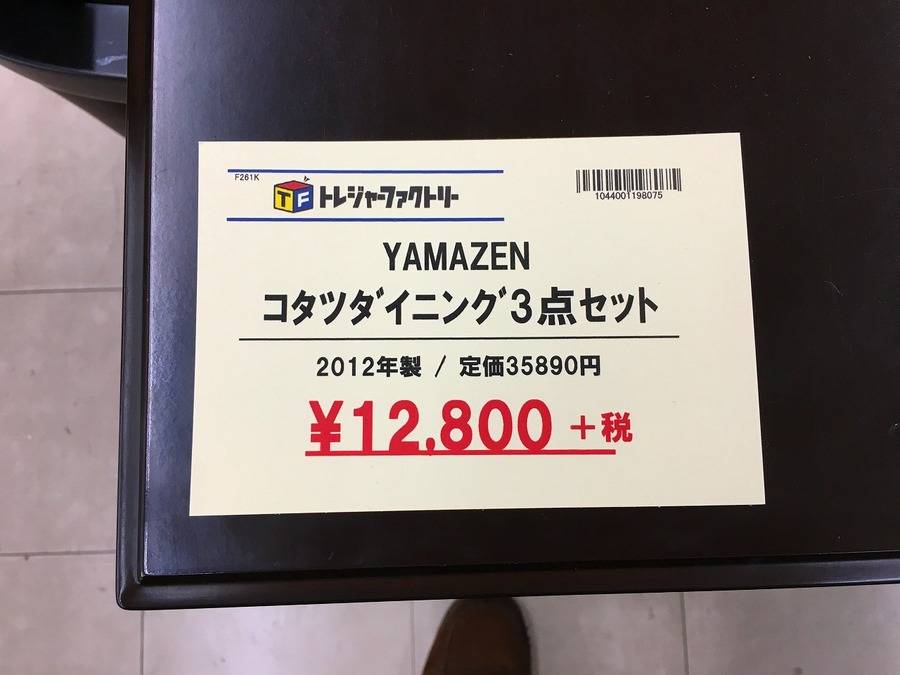 F261K
TF トレジャーファクトリー
1044001198075
YAMAZEN
コタツダイニング3点セット
2012年製 / 定価35890円
¥12,800 +税